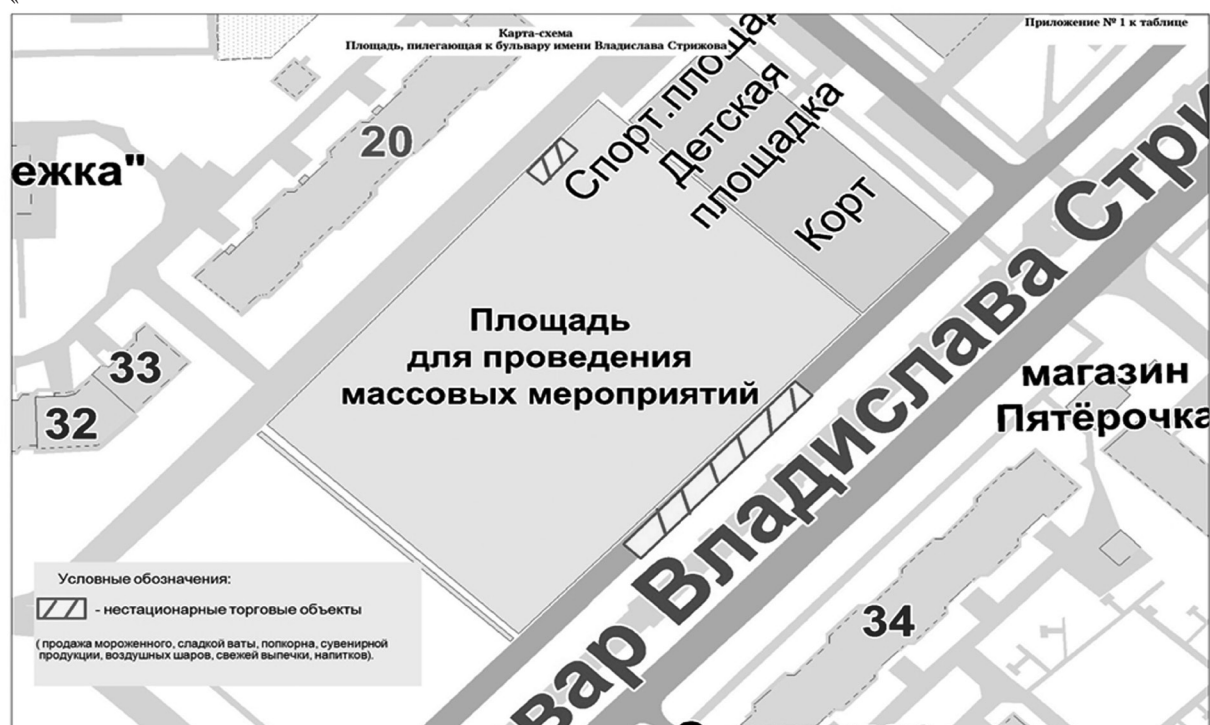 «
Приложение № 1 к таблице
Карта-схема
Площадь, пилегающая к бульвару имени Владислава Стрижова
Спорт.площа
Детская
площадка
Корт
20
ежка"
33
32
Площадь
для проведения
массовых мероприятий
вар Владислава Стри
магазин
Пятёрочка
34
Условные обозначения:
- нестационарные торговые объекты
( продажа мороженного, сладкой ваты, попкорна, сувенирной
продукции, воздушных шаров, свежей выпечки, напитков).